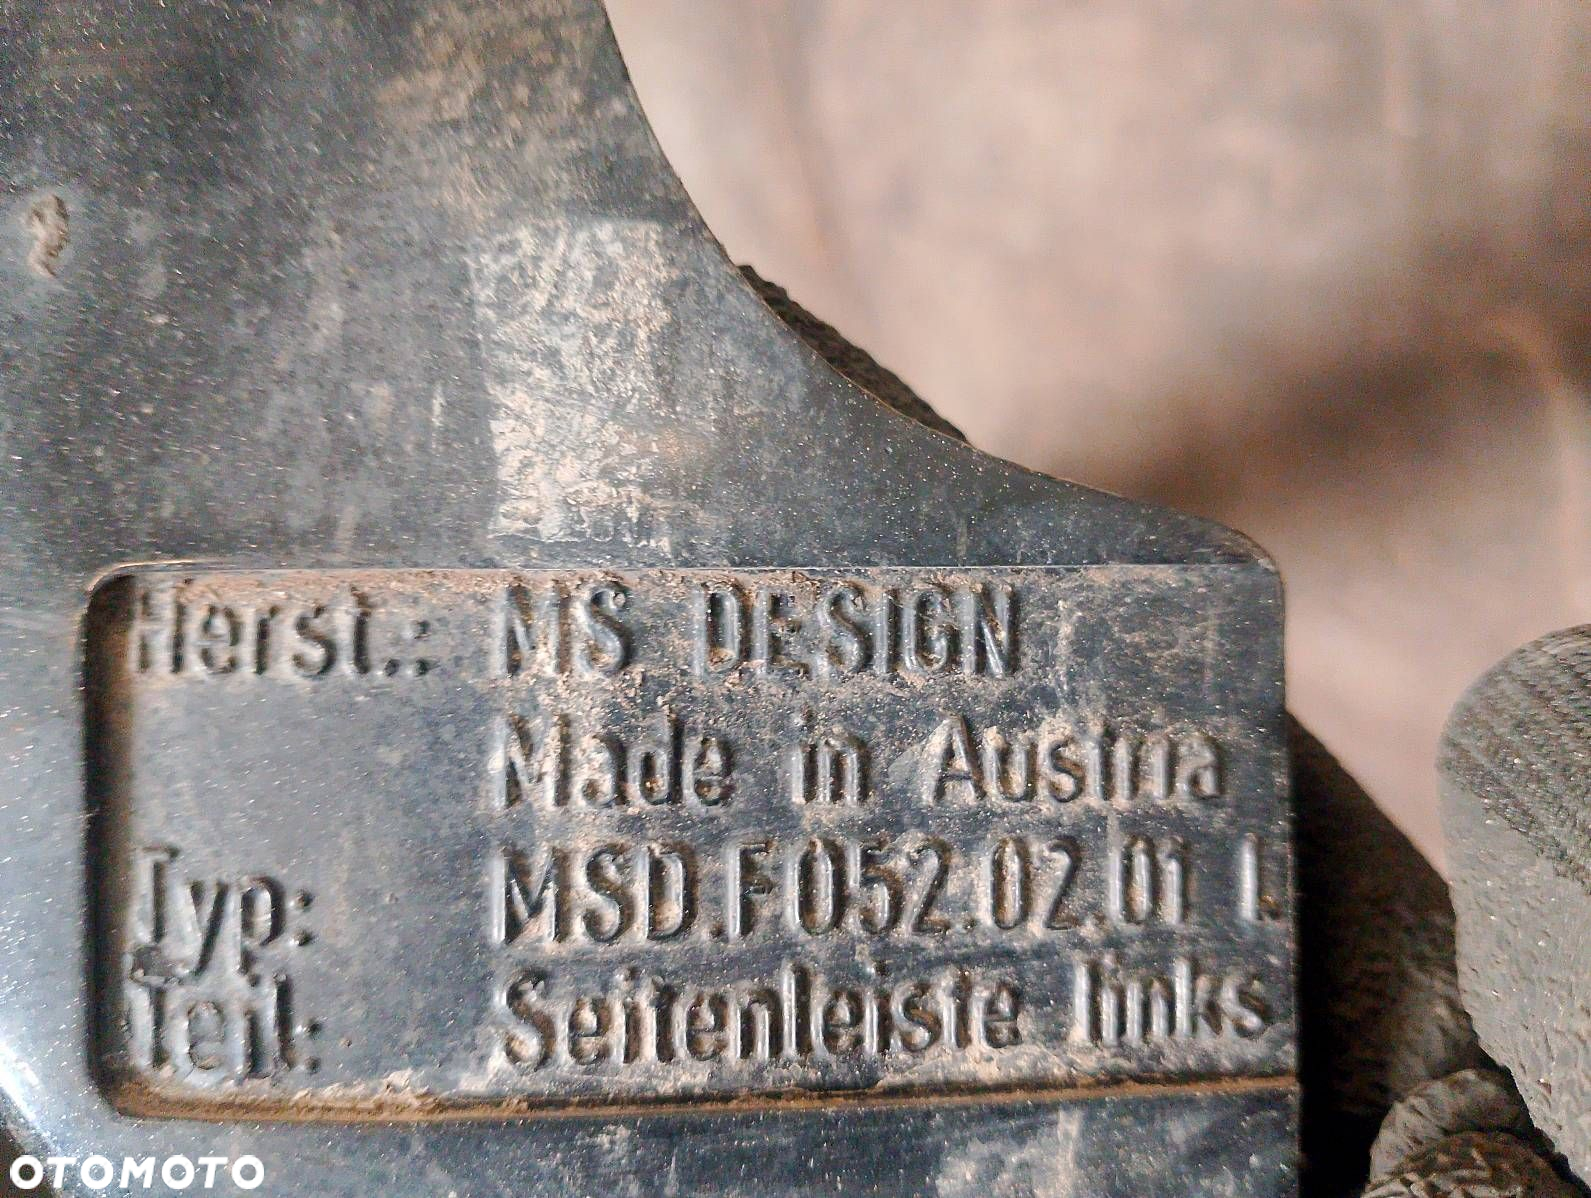 Herst.: MS DESIGN
Made in Austria
Typ: MSD.F052.02.01 L
Teil: Seitenleiste links
OTOMOTO